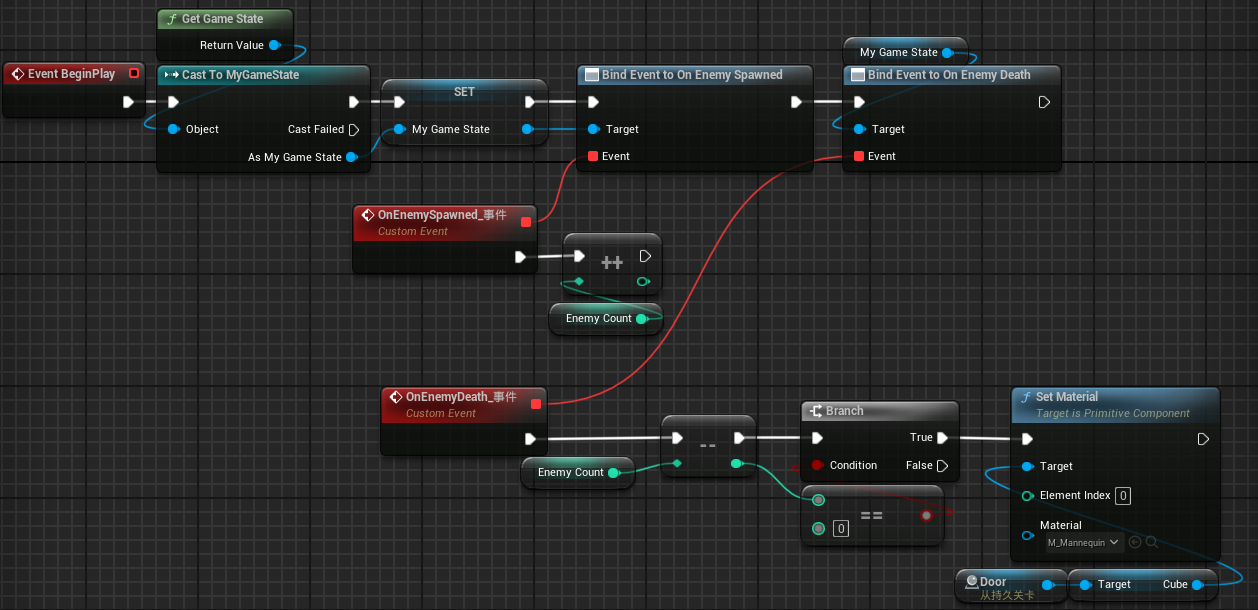 Get Game State
Return Value
My Game State
Event BeginPlay
Cast To MyGameState
Object
Cast Failed
As My Game State
SET
My Game State
Bind Event to On Enemy Spawned
Target
Event
Bind Event to On Enemy Death
Target
Event
OnEnemySpawned_事件
Custom Event
++
Enemy Count
OnEnemyDeath_事件
Custom Event
Enemy Count
--
Branch
True
Condition
False
==
0
Set Material
Target is Primitive Component
Target
Element Index 0
Material
M_Mannequin
Door
从持久关卡
Target
Cube